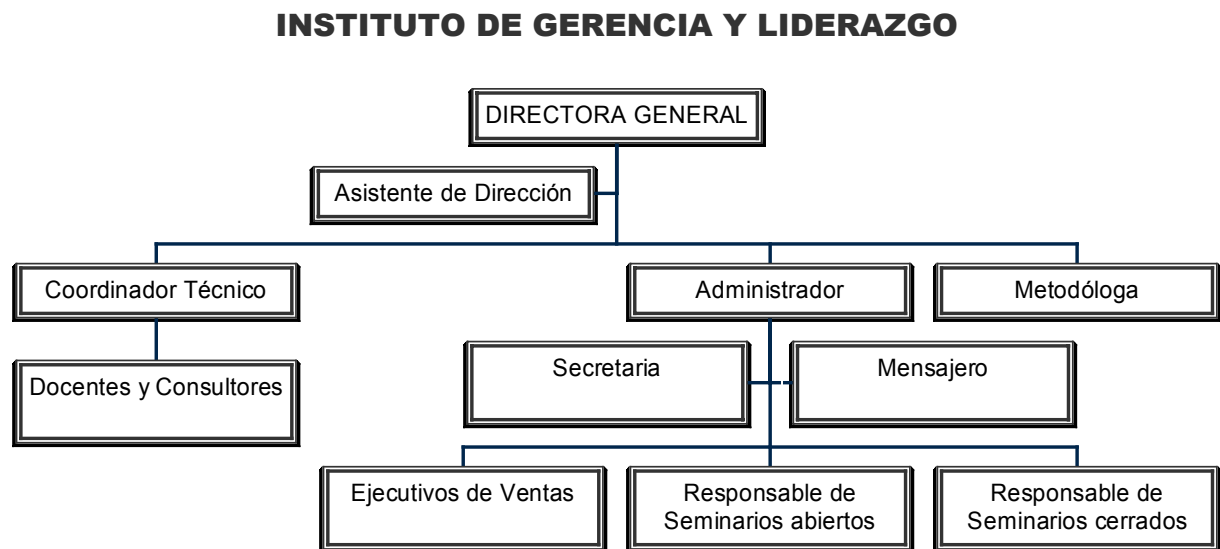 INSTITUTO DE GERENCIA Y LIDERAZGO
DIRECTORA GENERAL
Asistente de Dirección
Coordinador Técnico
Administrador
Metodóloga
Docentes y Consultores
Secretaria
Mensajero
Ejecutivos de Ventas
Responsable de
Seminarios abiertos
Responsable de
Seminarios cerrados